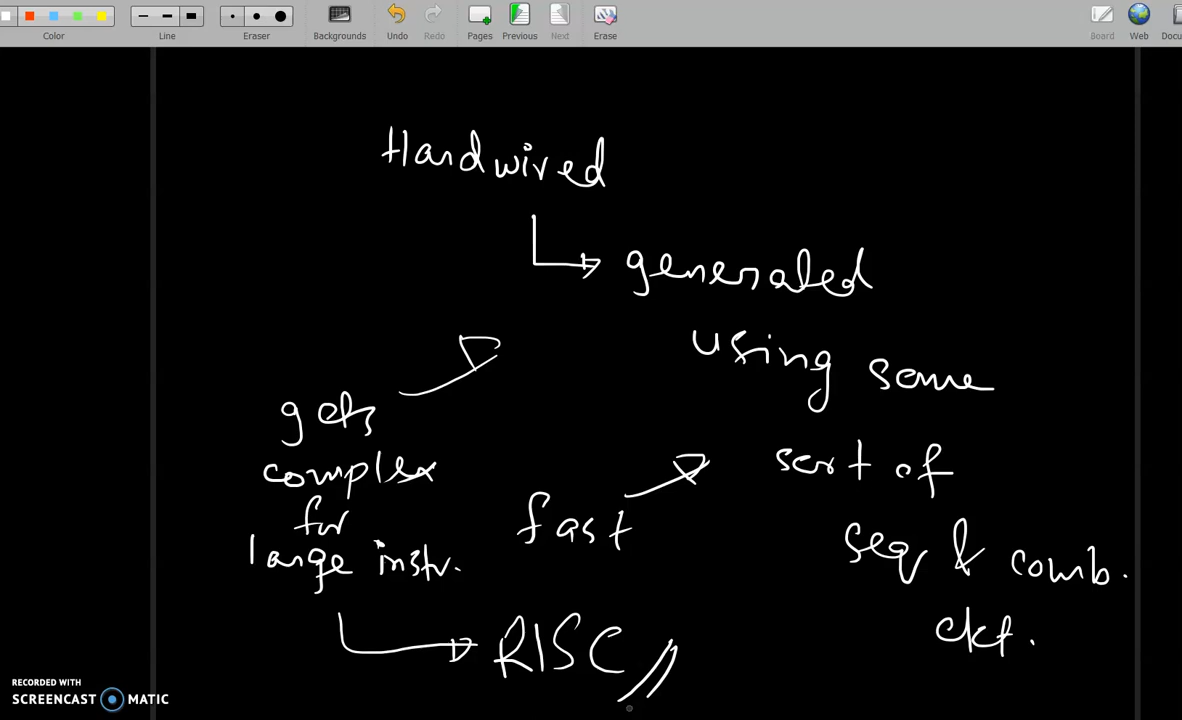 Color
Line
Eraser
Backgrounds
Undo
Redo
Pages
Previous
Next
Erase
Board
Web
Docu
Hardwired
generated
using some
sort of
seq & comb.
ckt.
gets
complex
for
large instr.
fast
RISC
RECORDED WITH
SCREENCAST MATIC